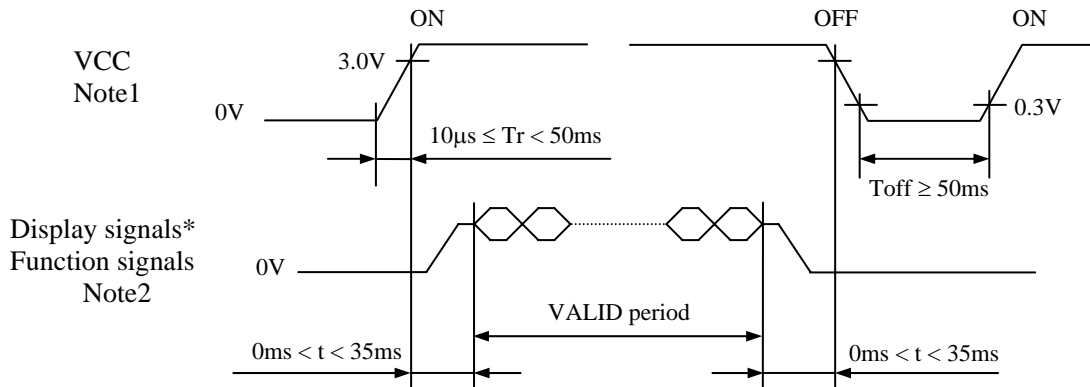 ON OFF ON
VCC
Note1
3.0V
0V
0.3V
10μs ≤ Tr < 50ms
Toff ≥ 50ms
Display signals*
Function signals
Note2
0V
VALID period
0ms < t < 35ms 0ms < t < 35ms